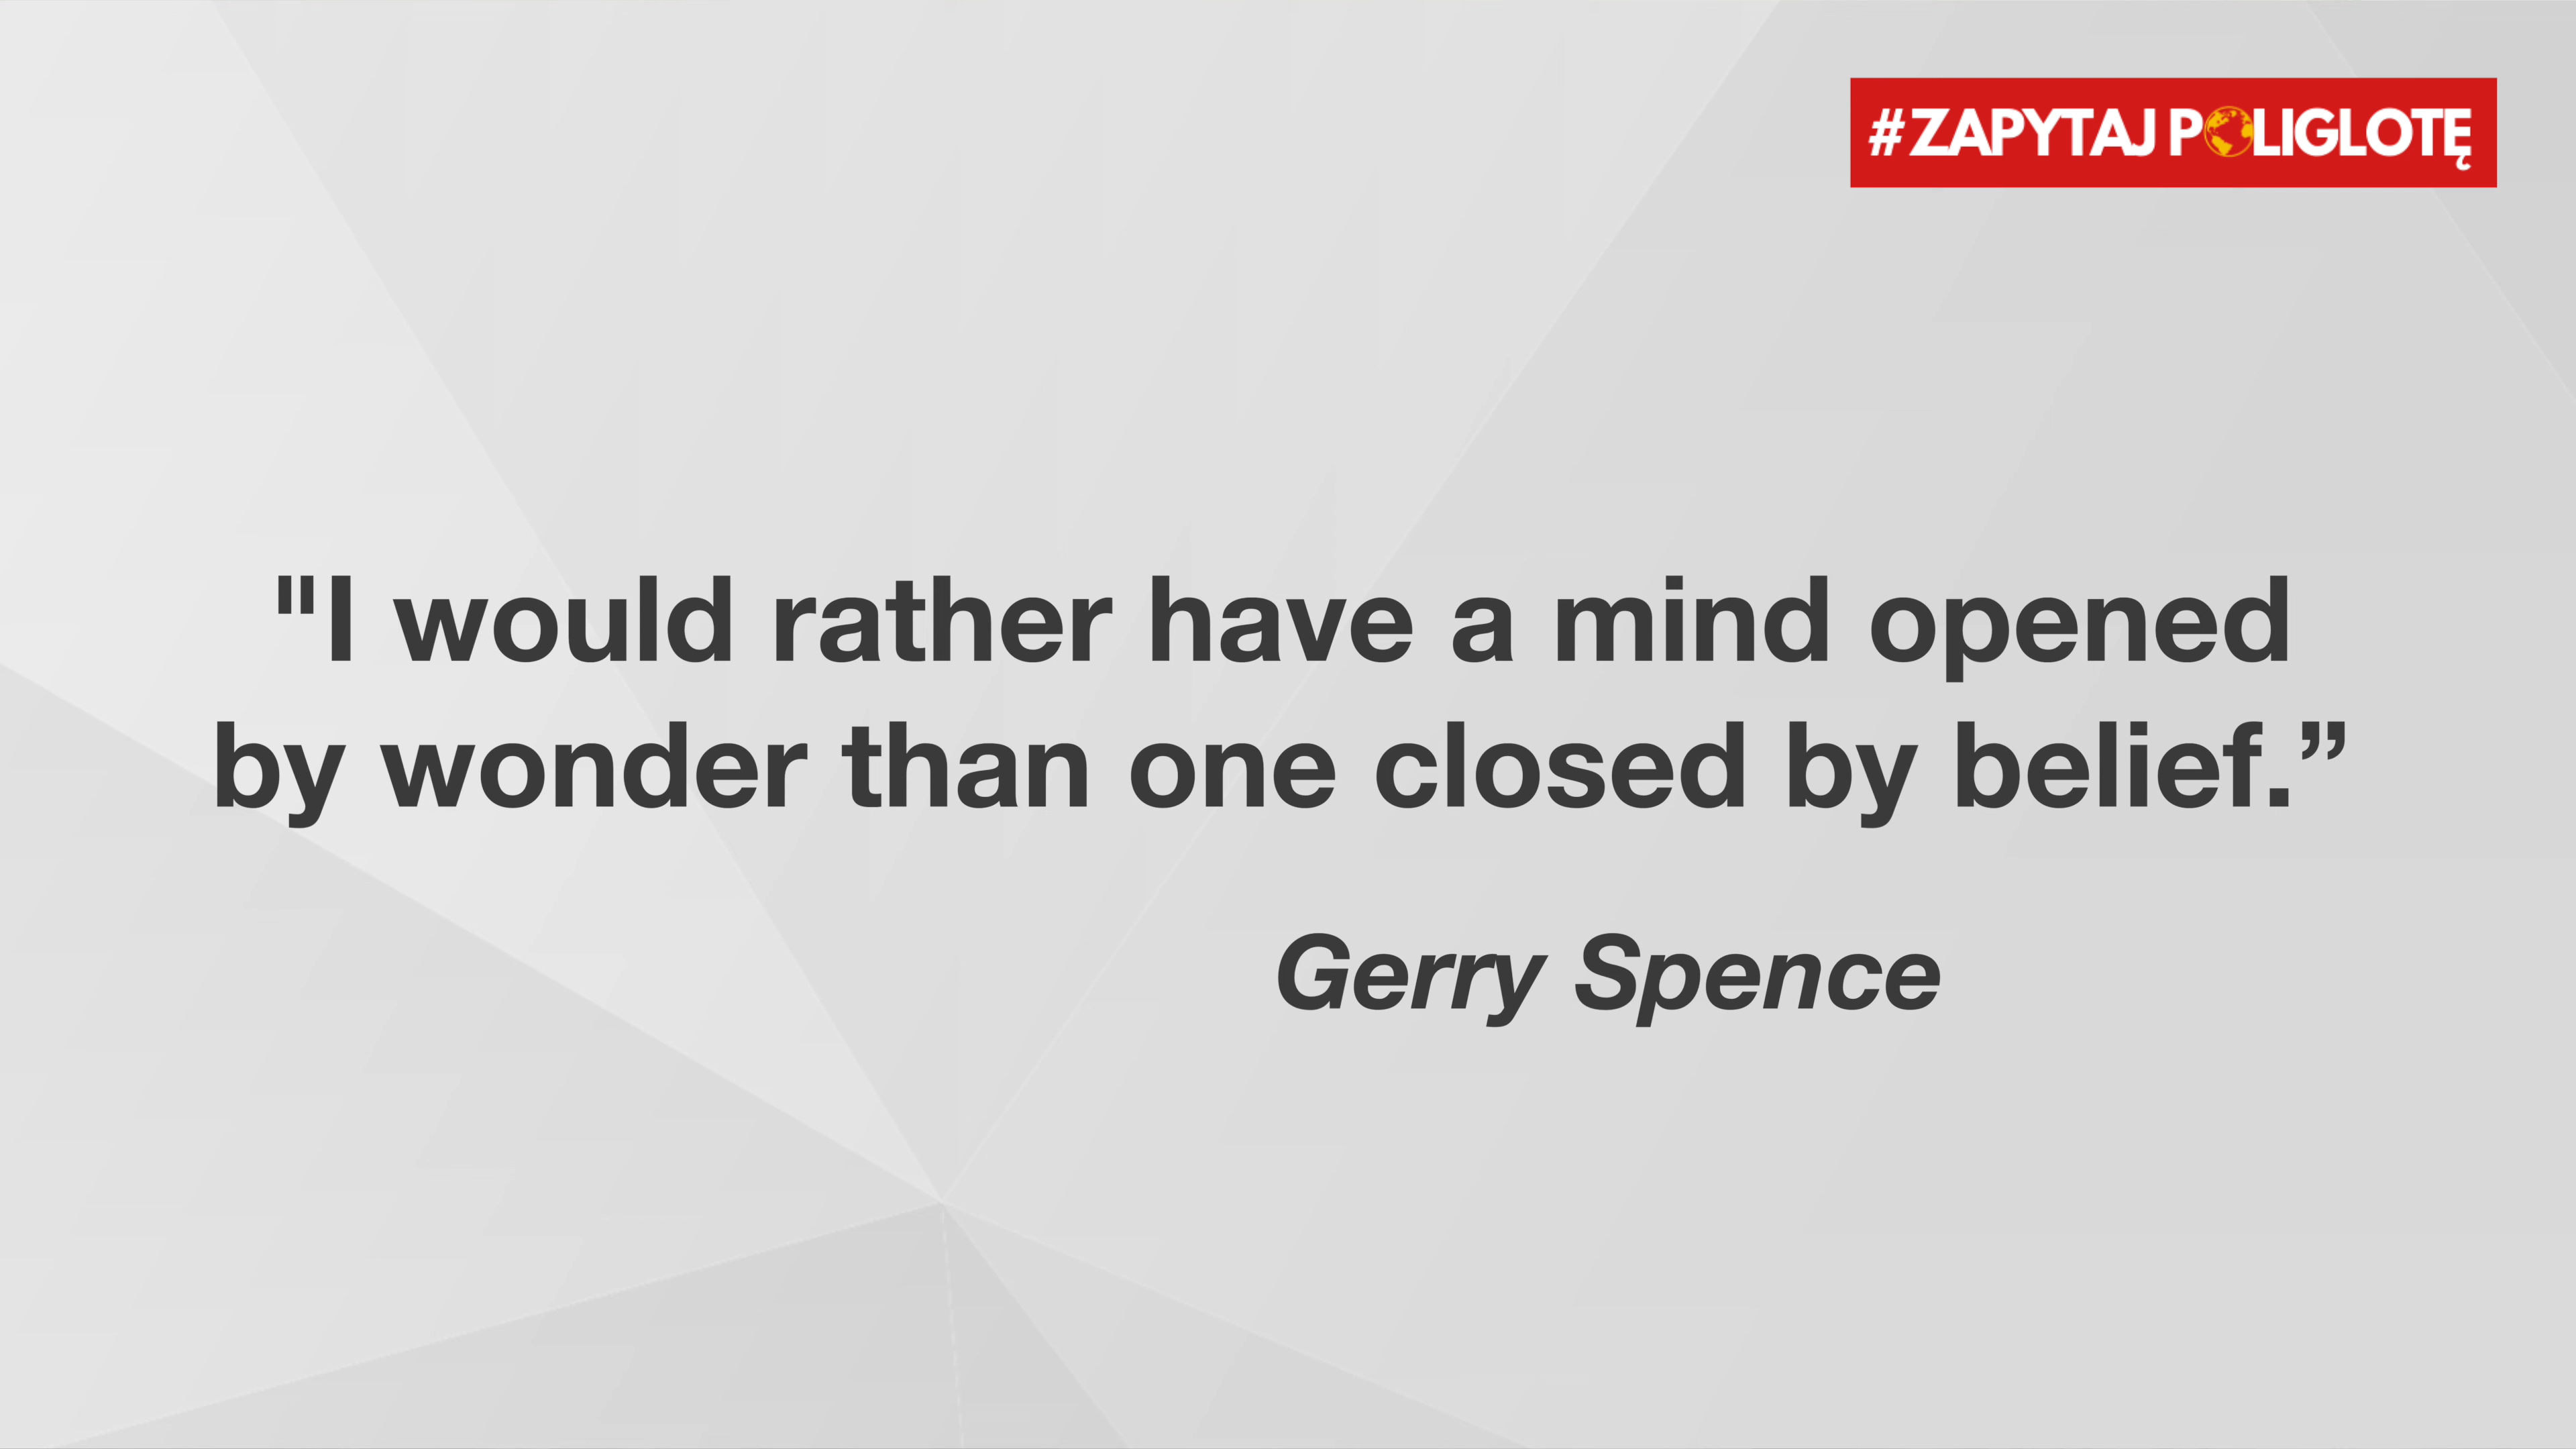 #ZAPYTAJ POLIGLOTĘ
"I would rather have a mind opened
by wonder than one closed by belief.”
Gerry Spence